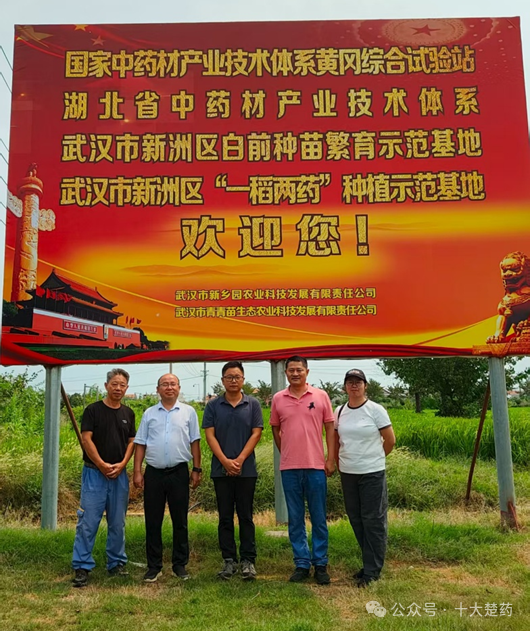 国家中药材产业技术体系黄冈综合试验站
湖北省中药材产业技术体系
武汉市新洲区白前种苗繁育示范基地
武汉市新洲区“一稻两药”种植示范基地
欢迎您！
武汉市新乡园农业科技发展有限责任公司
武汉市青青苗生态农业科技发展有限责任公司
公众号·十大楚药